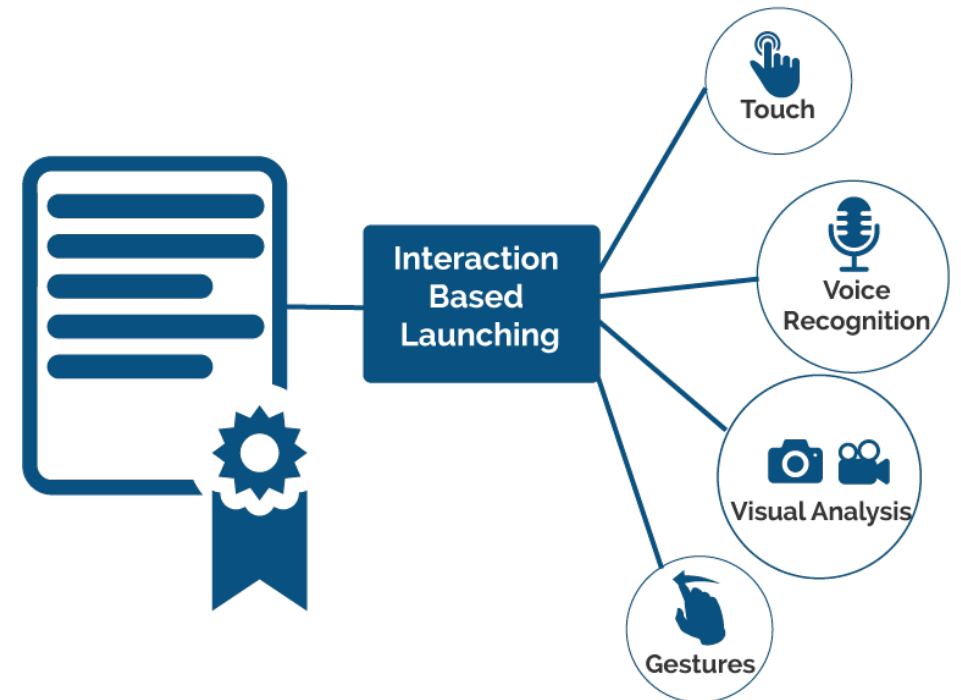 Touch
Interaction
Based
Launching
Voice
Recognition
Visual Analysis
Gestures